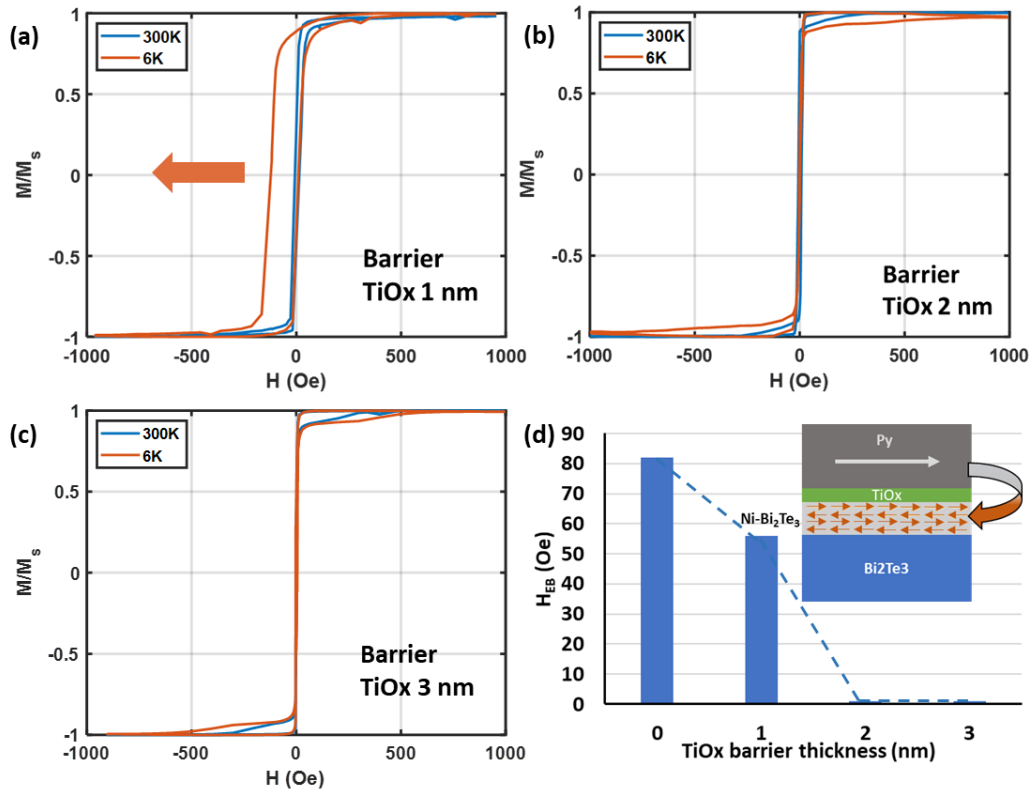 (a)
300K
6K
1
0.5
0
-0.5
-1
M/Ms
-1000 -500 0 500 1000
H (Oe)
Barrier
TiOx 1 nm
(b)
300K
6K
1
0.5
0
-0.5
-1
M/Ms
-1000 -500 0 500 1000
H (Oe)
Barrier
TiOx 2 nm
(c)
300K
6K
1
0.5
0
-0.5
-1
M/Ms
-1000 -500 0 500 1000
H (Oe)
Barrier
TiOx 3 nm
(d)
90
80
70
60
50
40
30
20
10
0
HEB (Oe)
Py
TiOx
Ni-Bi2Te3
Bi2Te3
0 1 2 3
TiOx barrier thickness (nm)